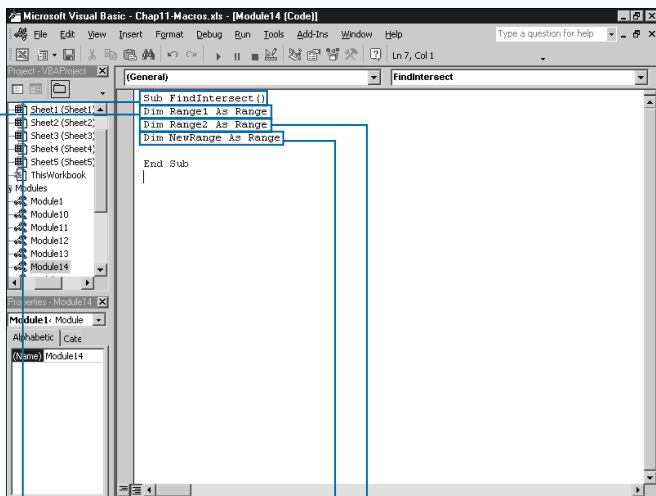 Microsoft Visual Basic - Chap11-Macros.xls - [Module14 (Code)]
File Edit View Insert Format Debug Run Tools Add-Ins Window Help
Type a question for help
Ln 7, Col 1
Project - VBAProject
(General)
FindIntersect
Sheet1 (Sheet1)
Sheet2 (Sheet2)
Sheet3 (Sheet3)
Sheet4 (Sheet4)
Sheet5 (Sheet5)
ThisWorkbook
Modules
Module1
Module10
Module11
Module12
Module13
Module14
Sub FindIntersect()
Dim Range1 As Range
Dim Range2 As Range
Dim NewRange As Range
End Sub
Properties - Module14
Module1 Module
Alphabetic Cate
(Name) Module14